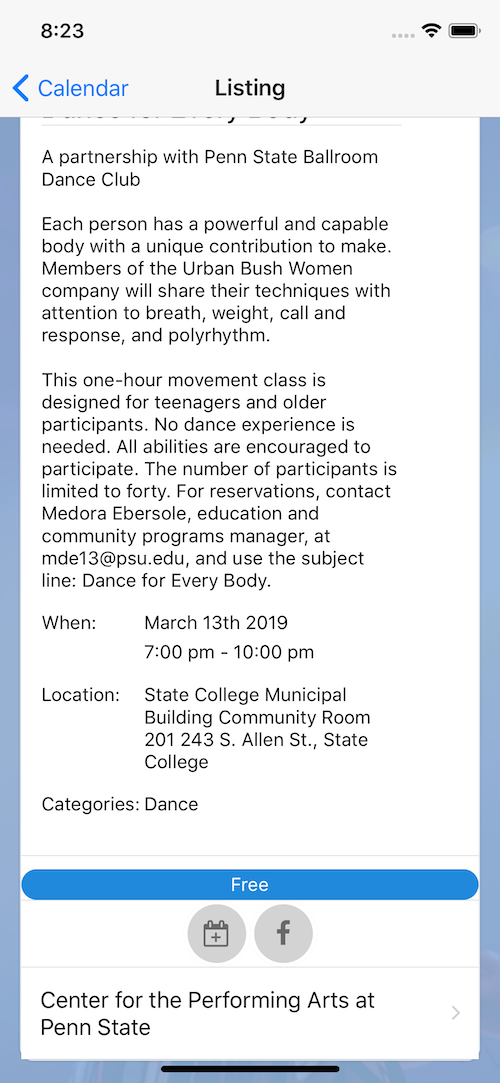 8:23
Calendar
Listing
Dance for Every Body
A partnership with Penn State Ballroom
Dance Club
Each person has a powerful and capable
body with a unique contribution to make.
Members of the Urban Bush Women
company will share their techniques with
attention to breath, weight, call and
response, and polyrhythm.
This one-hour movement class is
designed for teenagers and older
participants. No dance experience is
needed. All abilities are encouraged to
participate. The number of participants is
limited to forty. For reservations, contact
Medora Ebersole, education and
community programs manager, at
mde13@psu.edu, and use the subject
line: Dance for Every Body.
When: March 13th 2019
7:00 pm - 10:00 pm
Location: State College Municipal
Building Community Room
201 243 S. Allen St., State
College
Categories: Dance
Free
Center for the Performing Arts at
Penn State